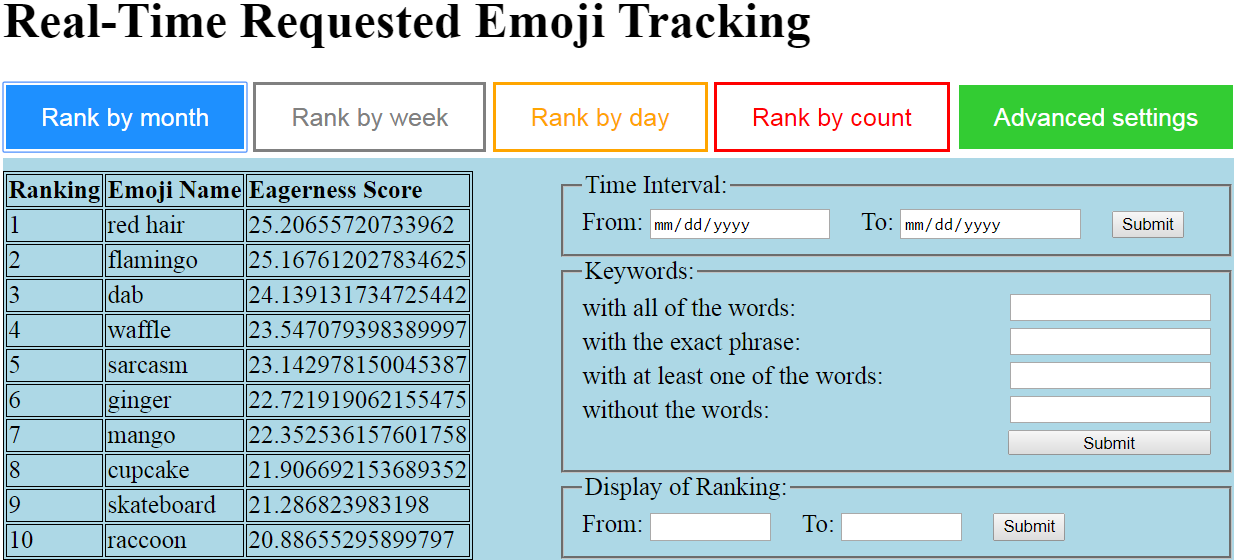 Real-Time Requested Emoji Tracking
Rank by month Rank by week Rank by day Rank by count Advanced settings
Ranking Emoji Name Eagerness Score
1 red hair 25.20655720733962
2 flamingo 25.167612027834625
3 dab 24.139131734725442
4 waffle 23.547079398389997
5 sarcasm 23.142978150045387
6 ginger 22.721919062155475
7 mango 22.352536157601758
8 cupcake 21.906692153689352
9 skateboard 21.286823983198
10 raccoon 20.88655295899797
Time Interval:
From: mm/dd/yyyy To: mm/dd/yyyy Submit
Keywords:
with all of the words:
with the exact phrase:
with at least one of the words:
without the words:
Submit
Display of Ranking:
From: To: Submit